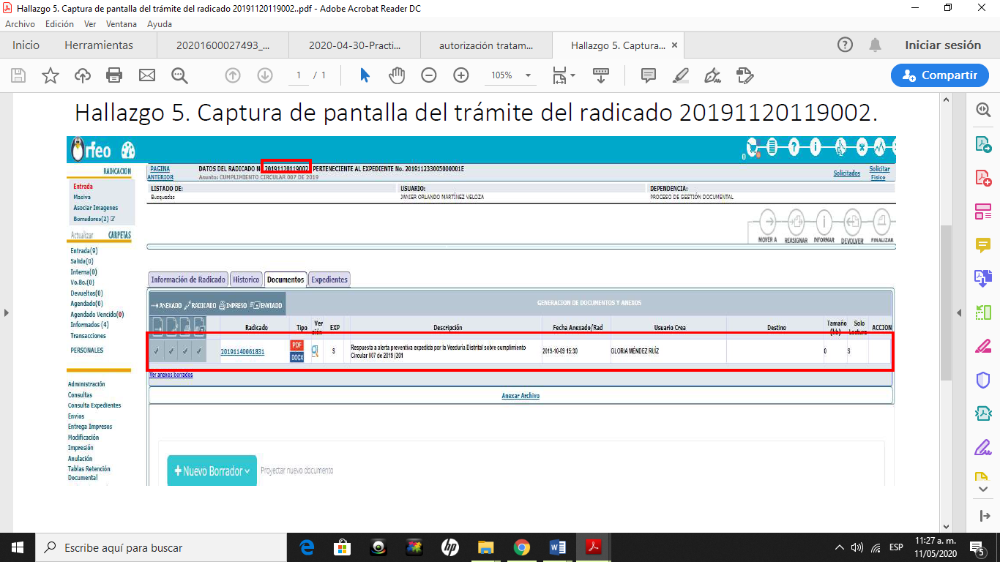 Hallazgo 5. Captura de pantalla del trámite del radicado 20191120119002..pdf - Adobe Acrobat Reader DC
Archivo Edición Ver Ventana Ayuda
Inicio Herramientas 20201600027493_... 2020-04-30-Practi... autorización tratam... Hallazgo 5. Captura... × Iniciar sesión
1 / 1 105% Compartir
Hallazgo 5. Captura de pantalla del trámite del radicado 20191120119002.
Orfeo
0
RADICACION
Entrada
Masiva
Asociar Imagenes
Borradores(2)
Actualizar CARPETAS
Entrada(9)
Salida(0)
Interna(0)
Vo.Bo.(0)
Devueltos(0)
Agendado(0)
Agendado Vencido(0)
Informados (4)
Transacciones
PERSONALES
Administración
Consultas
Consulta Expedientes
Envios
Entrega Impresos
Modificación
Impresión
Anulación
Tablas Retención
Documental
PAGINA ANTERIOR
DATOS DEL RADICADO N 20191120119002 PERTENECIENTE AL EXPEDIENTE No. 201911233005000001E
Asunto: CUMPLIMIENTO CIRCULAR 007 DE 2019
Solicitados Solicitar Fisico
LISTADO DE: USUARIO: DEPENDENCIA:
Busquedas JANIER ORLANDO MARTÍNEZ VELOZA PROCESO DE GESTIÓN DOCUMENTAL
MOVER A REASIGNAR INFORMAR DEVOLVER FINALIZAR
Información de Radicado Historico Documentos Expedientes
ANEXADO RADICADO IMPRESO ENVIADO GENERACION DE DOCUMENTOS Y ANEXOS
Radicado Tipo Ver sión EXP Descripción Fecha Anexado/Rad Usuario Crea Destino Tamaño (kb) Solo Lectura ACCION
20191140061831 PDF DOCX S Respuesta a alerta preventiva expedida por la Veeduria Distrital sobre cumplimiento 2019-10-09 15:30 GLORIA MÉNDEZ RUÍZ 0 S
Circular 007 de 2019 (201
Ver anexos borrados
Anexar Archivo
Nuevo Borrador Proyectar nuevo documento
Escribe aquí para buscar
ESP 11:27 a. m.
11/05/2020
5